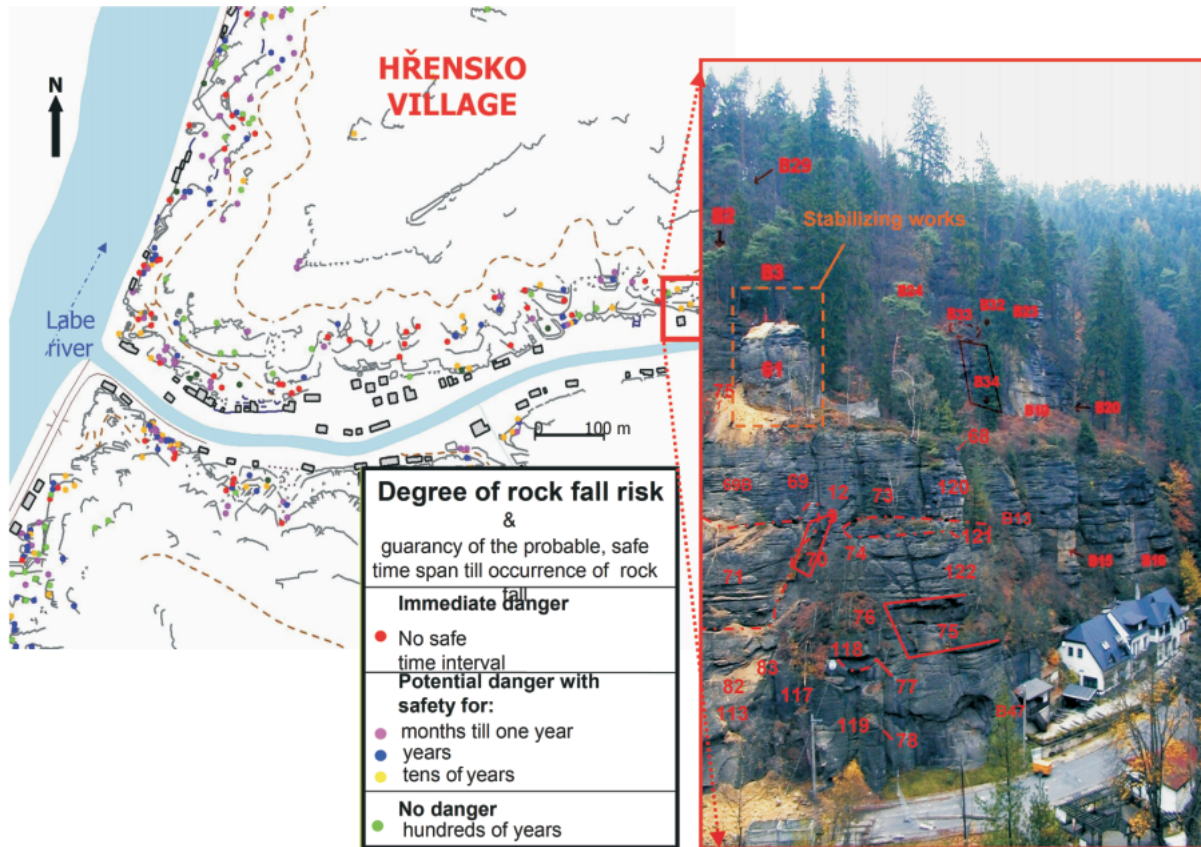 HŘENSKO
VILLAGE
N
Labe
river
0 100 m
Degree of rock fall risk
&
guarancy of the probable, safe
time span till occurrence of rock
fall
Immediate danger
No safe
time interval
Potential danger with
safety for:
months till one year
years
tens of years
No danger
hundreds of years
B29
Stabilizing works
B3
B24
B33
B32
B23
B34
75
B20
68
69B
69
12
73
120
B13
121
70
74
71
122
B16
76
75
118
83
77
82
117
113
B47
119
78